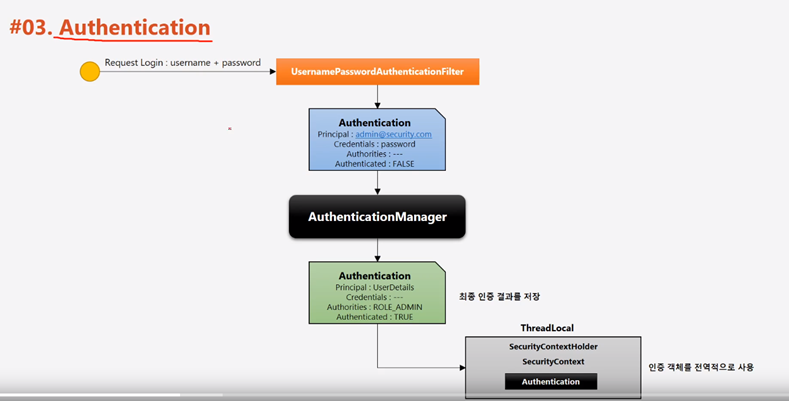 #03. Authentication
Request Login : username + password
UsernamePasswordAuthenticationFilter
Authentication
Principal : admin@security.com
Credentials : password
Authorities : ---
Authenticated : FALSE
AuthenticationManager
Authentication
Principal : UserDetails
Credentials : ---
Authorities : ROLE_ADMIN
Authenticated : TRUE
최종 인증 결과를 저장
ThreadLocal
SecurityContextHolder
SecurityContext
Authentication
인증 객체를 전역적으로 사용